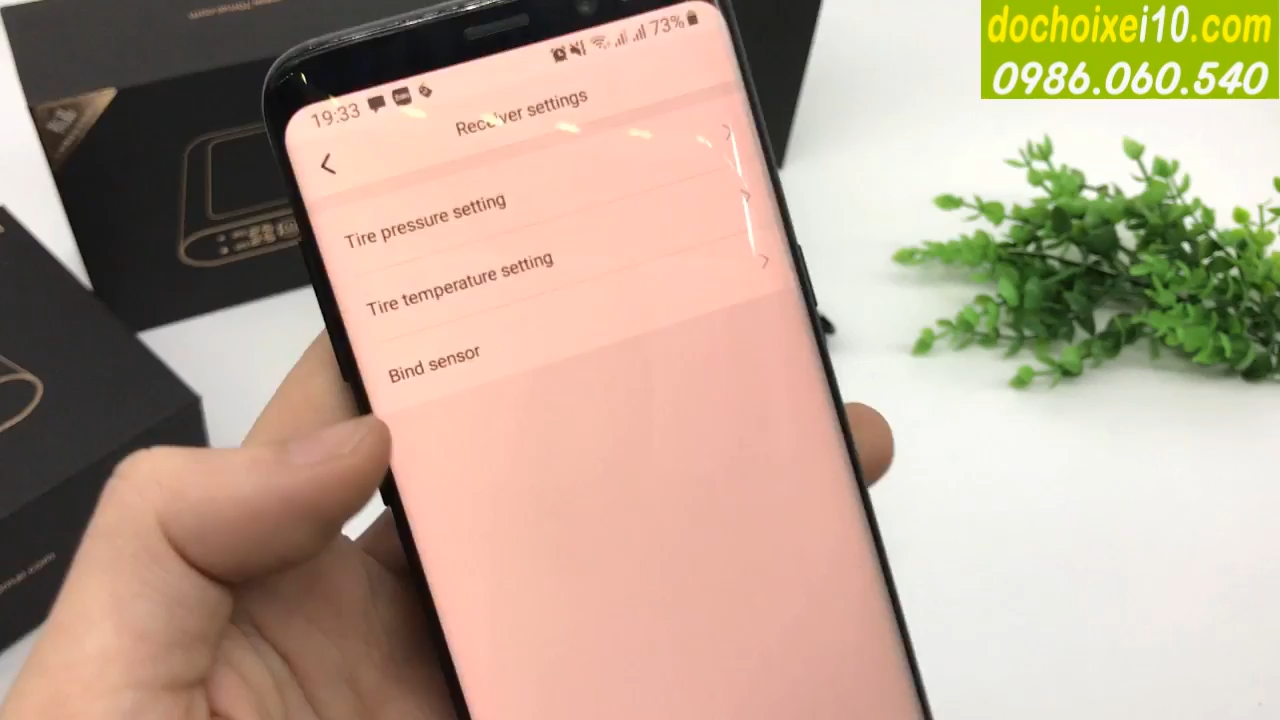 dochoixei10.com
0986.060.540
19:33
73%
Receiver settings
Tire pressure setting
Tire temperature setting
Bind sensor